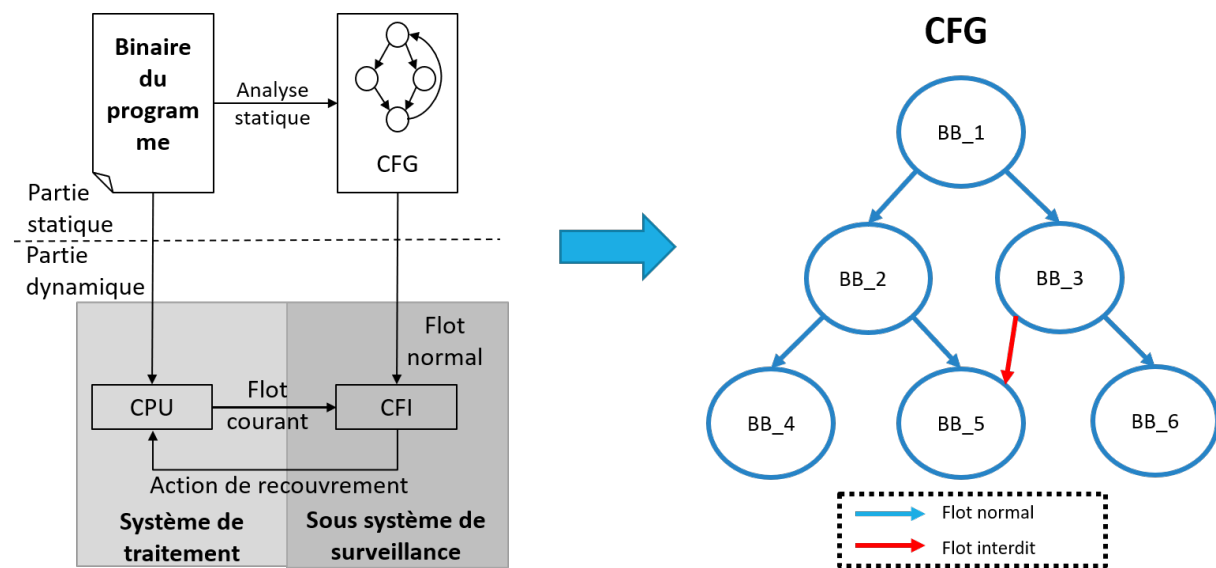 Binaire
du
program
me
Analyse
statique
CFG
Partie
statique
Partie
dynamique
Flot
normal
CPU
Flot
courant
CFI
Action de recouvrement
Système de
traitement
Sous système de
surveillance
CFG
BB_1
BB_2
BB_3
BB_4
BB_5
BB_6
Flot normal
Flot interdit